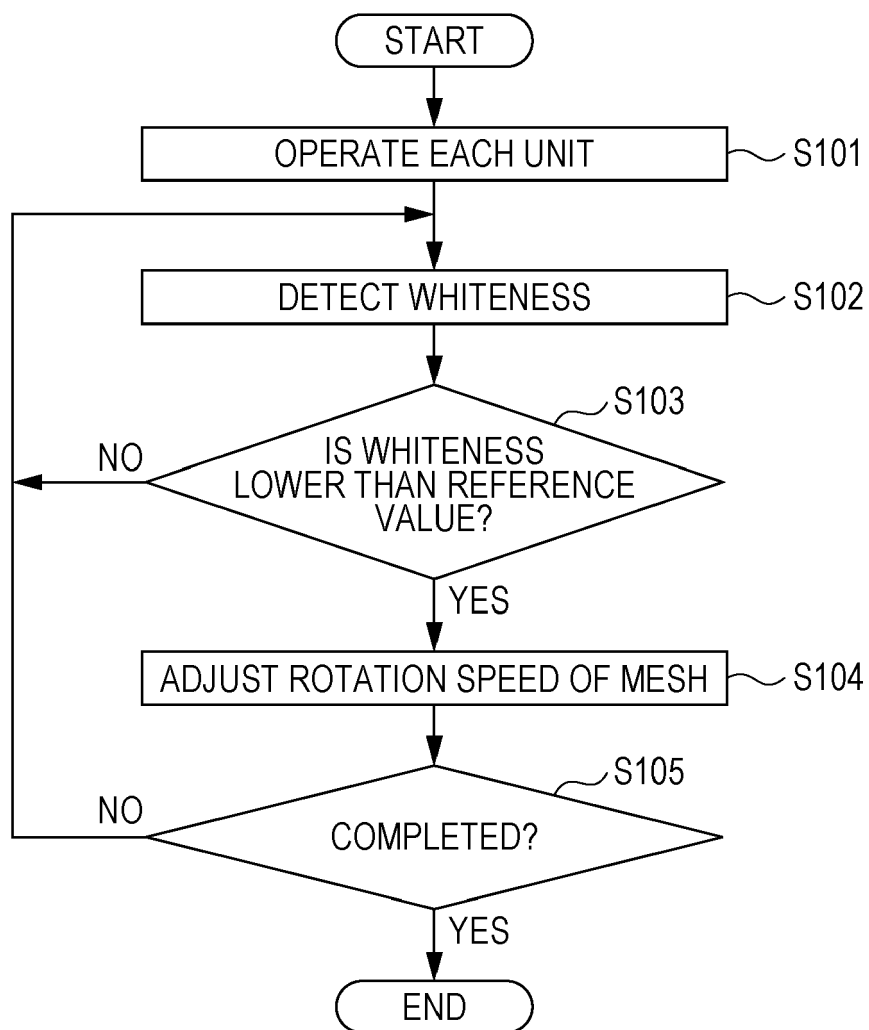 START
OPERATE EACH UNIT
S101
DETECT WHITENESS
S102
S103
NO
IS WHITENESS
LOWER THAN REFERENCE
VALUE?
YES
ADJUST ROTATION SPEED OF MESH
S104
S105
NO
COMPLETED?
YES
END